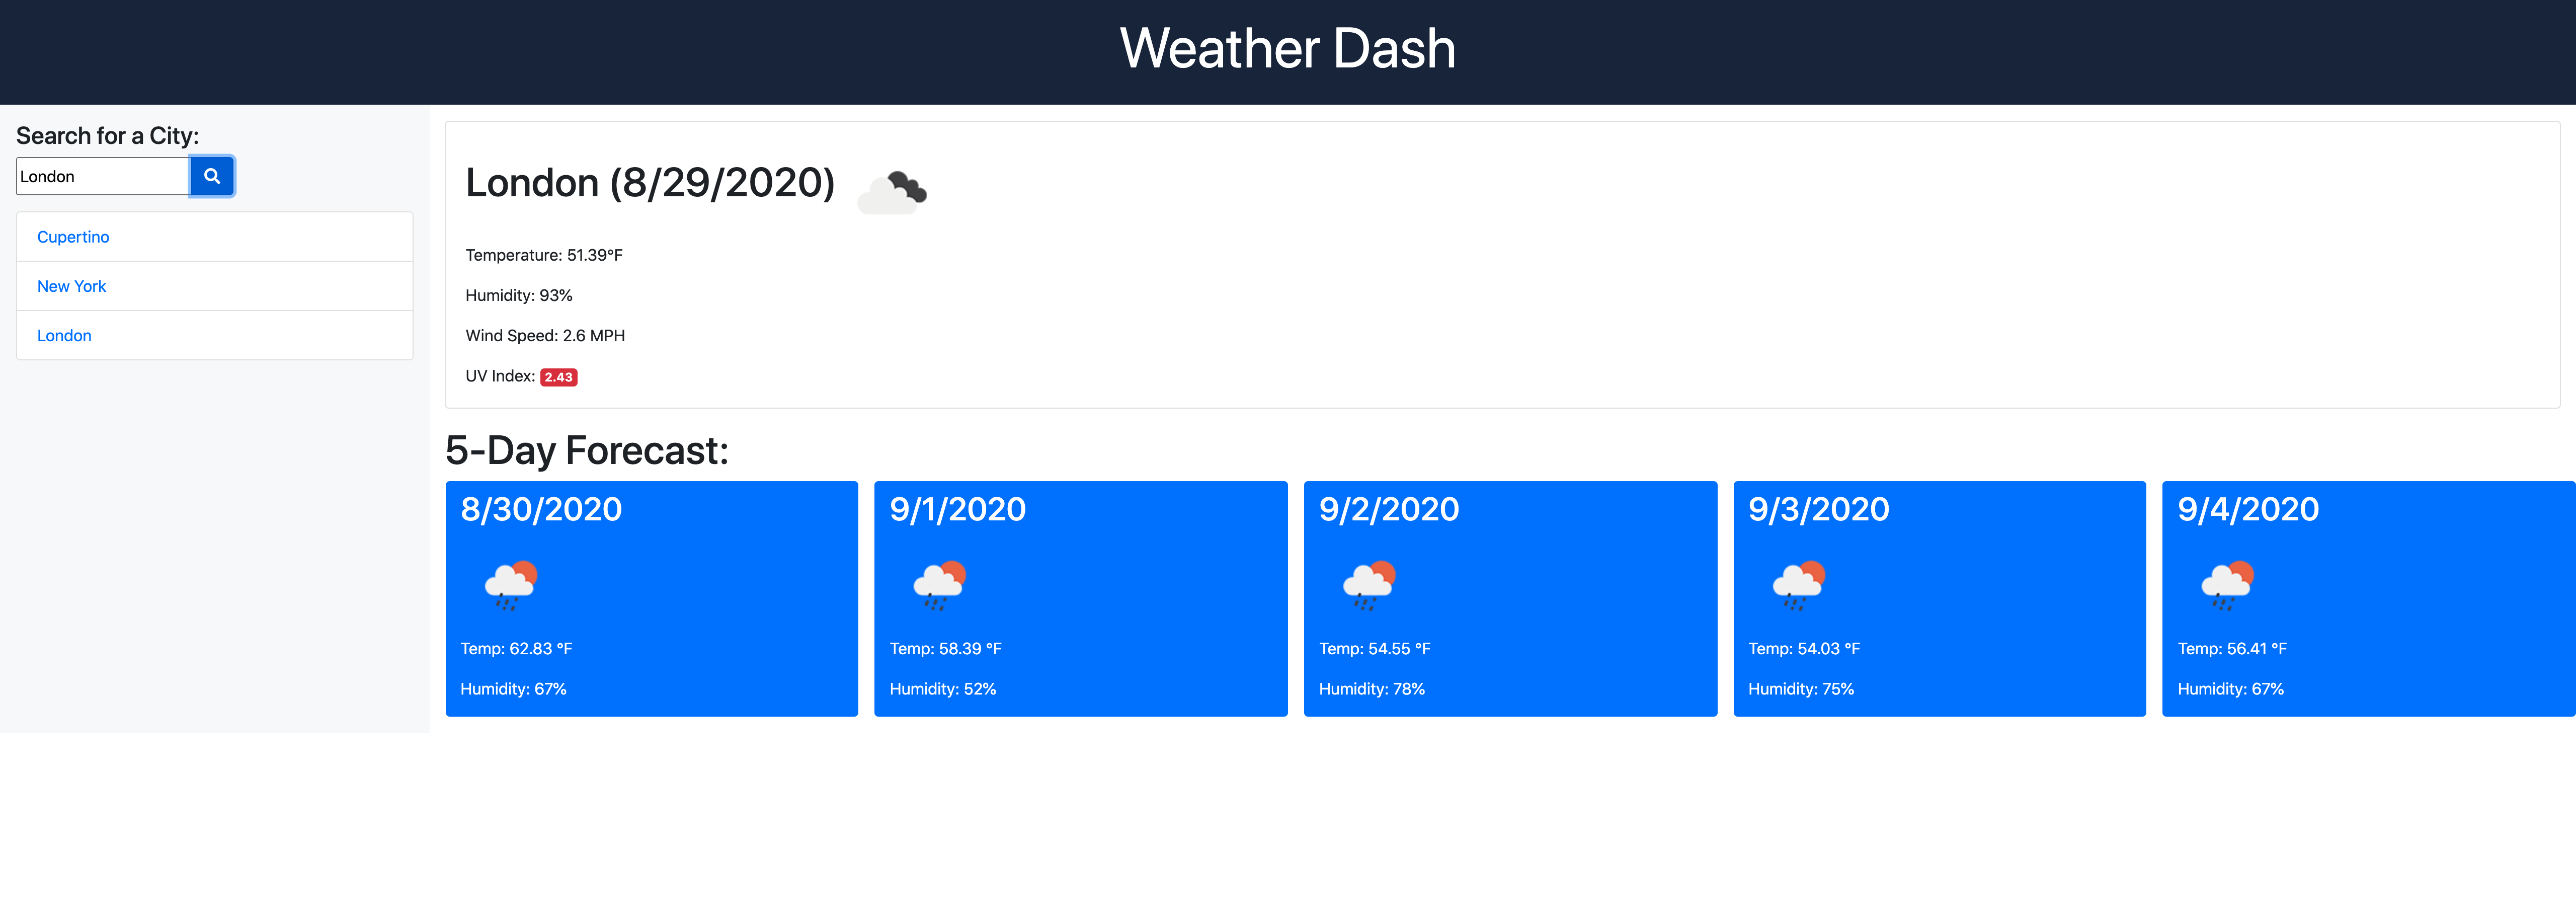 Weather Dash
Search for a City:
London
Cupertino
New York
London
London (8/29/2020)
Temperature: 51.39°F
Humidity: 93%
Wind Speed: 2.6 MPH
UV Index: 2.43
5-Day Forecast:
8/30/2020
Temp: 62.83 °F
Humidity: 67%
9/1/2020
Temp: 58.39 °F
Humidity: 52%
9/2/2020
Temp: 54.55 °F
Humidity: 78%
9/3/2020
Temp: 54.03 °F
Humidity: 75%
9/4/2020
Temp: 56.41 °F
Humidity: 67%